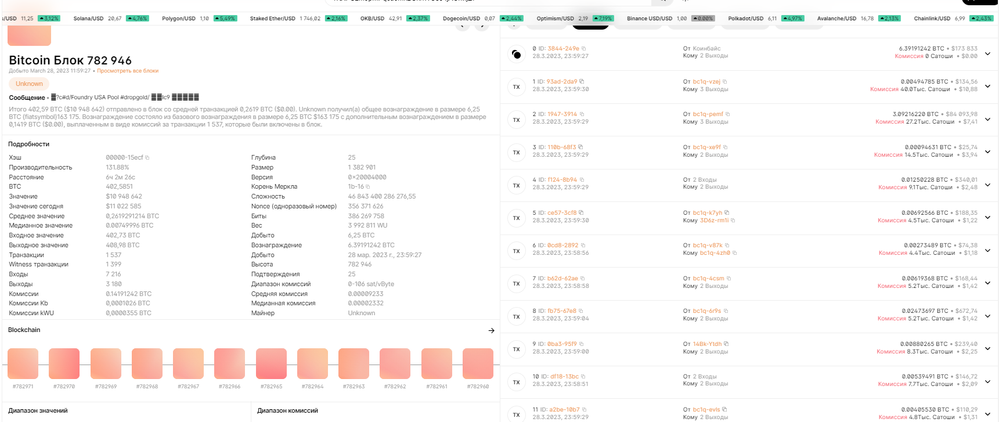 s/USD 11,25 3,12% Solana/USD 20,67 4,76% Polygon/USD 1,10 5,49% Staked Ether/USD 1 746,02 2,16% OKB/USD 42,91 2,37% Dogecoin/USD 0,07 2,44% Optimism/USD 2,19 7,19% Binance USD/USD 1,00 0.00% Polkadot/USD 6,11 4,97% Avalanche/USD 16,78 2,13% Chainlink/USD 6,99 2,43%
Bitcoin Блок 782 946
Добыто March 28, 2023 11:59:27 • Просмотреть все блоки
Unknown
Сообщение • ?c#d/Foundry USA Pool #dropgold/
Итого 402,59 BTC ($10 948 642) отправлено в блок со средней транзакцией 0,2619 BTC ($0.00). Unknown получил(а) общее вознаграждение в размере 6,25
BTC {fiatsymbol}163 175. Вознаграждение состояло из базового вознаграждения в размере 6,25 BTC $163 175 с дополнительным вознаграждением в размере
0,1419 BTC ($0.00), выплаченным в виде комиссий за транзакции 1 537, которые были включены в блок.
Подробности
Хэш 00000-15ecf
Производительность 131.88%
Расстояние 6ч 2м 26с
BTC 402,5851
Значение $10 948 642
Значение сегодня $11 022 585
Среднее значение 0,2619291214 BTC
Медианное значение 0.00749996 BTC
Входное значение 402,73 BTC
Выходное значение 408,98 BTC
Транзакции 1 537
Witness транзакции 1 399
Входы 7 216
Выходы 3 180
Комиссии 0.14191242 BTC
Комиссии Kb 0,0001026 BTC
Комиссии kWU 0,0000355 BTC
Глубина 25
Размер 1 382 901
Версия 0×20004000
Корень Меркла 1b-16
Сложность 46 843 400 286 276,55
Nonce (одноразовый номер) 356 371 626
Биты 386 269 758
Вес 3 992 811 WU
Добыто 6,25 BTC
Вознаграждение 6.39191242 BTC
Добыто 28 мар. 2023 г., 23:59:27
Высота 782 946
Подтверждения 25
Диапазон комиссий 0-106 sat/vByte
Средняя комиссия 0.00009233
Медианная комиссия 0.00002332
Майнер Unknown
Blockchain
#782971 #782970 #782969 #782968 #782967 #782966 #782965 #782964 #782963 #782962 #782961 #782960
Диапазон значений
Диапазон комиссий
0 ID: 3844-249e От Коинбайс 6.39191242 BTC • $173 833
28.3.2023, 23:59:27 Кому 2 Выходы Комиссия 0 Сатоши • $0.00
TX 1 ID: 93ad-2da9 От bc1q-vzej 0.00494785 BTC • $134,56
28.3.2023, 23:59:30 Кому 3 Выходы Комиссия 40.0Тыс. Сатоши • $10,88
TX 2 ID: 1947-3914 От bc1q-pemf 3.09216220 BTC • $84 093,98
28.3.2023, 23:59:29 Кому 3 Выходы Комиссия 27.2Тыс. Сатоши • $7,41
TX 3 ID: 110b-68f3 От bc1q-xe9f 0.00094631 BTC • $25,74
28.3.2023, 23:59:29 Кому 2 Выходы Комиссия 14.5Тыс. Сатоши • $3,94
TX 4 ID: f124-8b94 От 2 Входы 0.01250228 BTC • $340,01
28.3.2023, 23:59:29 Кому 2 Выходы Комиссия 9.1Тыс. Сатоши • $2,48
TX 5 ID: ce57-3cf8 От bc1q-k7yh 0.00692566 BTC • $188,35
28.3.2023, 23:59:30 Кому 3D6z-rm1i Комиссия 4.5Тыс. Сатоши • $1,22
TX 6 ID: 0cd8-2892 От bc1q-v87k 0.00273489 BTC • $74,38
28.3.2023, 23:58:56 Кому bc1q-4zh0 Комиссия 4.4Тыс. Сатоши • $1,18
TX 7 ID: b62d-62ae От bc1q-4csm 0.00619368 BTC • $168,44
28.3.2023, 23:58:58 Кому 2 Выходы Комиссия 5.2Тыс. Сатоши • $1,42
TX 8 ID: fb75-67e8 От bc1q-6r9s 0.02473697 BTC • $672,74
28.3.2023, 23:59:04 Кому 2 Выходы Комиссия 5.2Тыс. Сатоши • $1,42
TX 9 ID: 0ba3-95f9 От 14Bk-Ytdh 0.00880265 BTC • $239,40
28.3.2023, 23:59:00 Кому 2 Выходы Комиссия 8.3Тыс. Сатоши • $2,25
TX 10 ID: df18-13bc От 2 Входы 0.00539491 BTC • $146,72
28.3.2023, 23:58:51 Кому 2 Выходы Комиссия 7.7Тыс. Сатоши • $2,09
TX 11 ID: a2be-10b7 От bc1q-evls 0.00405530 BTC • $110,29
28.3.2023, 23:59:29 Кому 2 Выходы Комиссия 4.8Тыс. Сатоши • $1,31